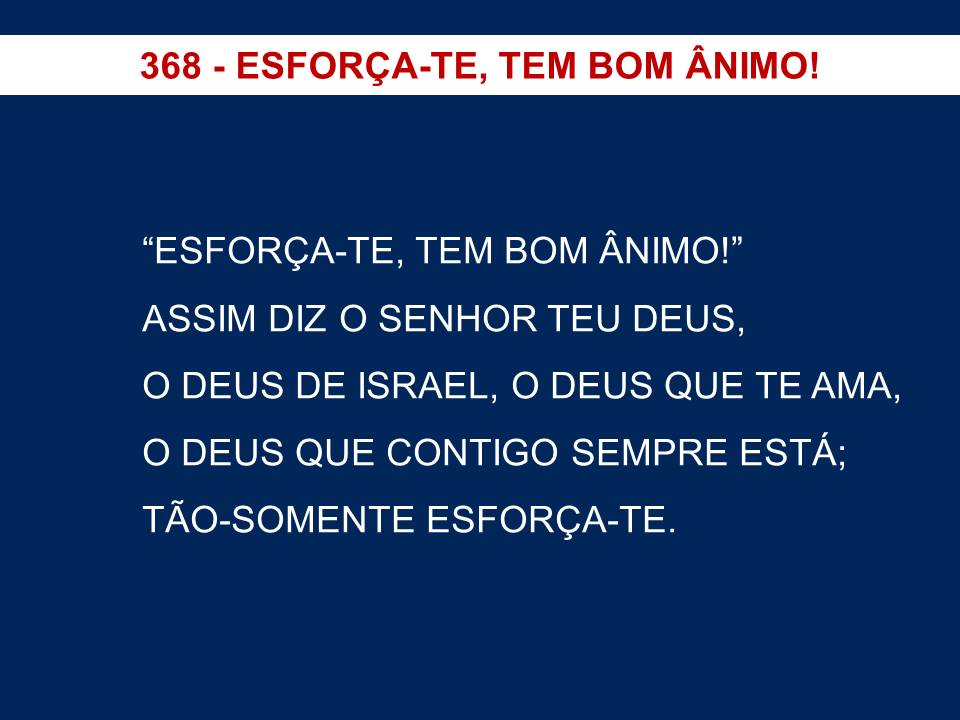 368 - ESFORÇA-TE, TEM BOM ÂNIMO!
“ESFORÇA-TE, TEM BOM ÂNIMO!”
ASSIM DIZ O SENHOR TEU DEUS,
O DEUS DE ISRAEL, O DEUS QUE TE AMA,
O DEUS QUE CONTIGO SEMPRE ESTÁ;
TÃO-SOMENTE ESFORÇA-TE.